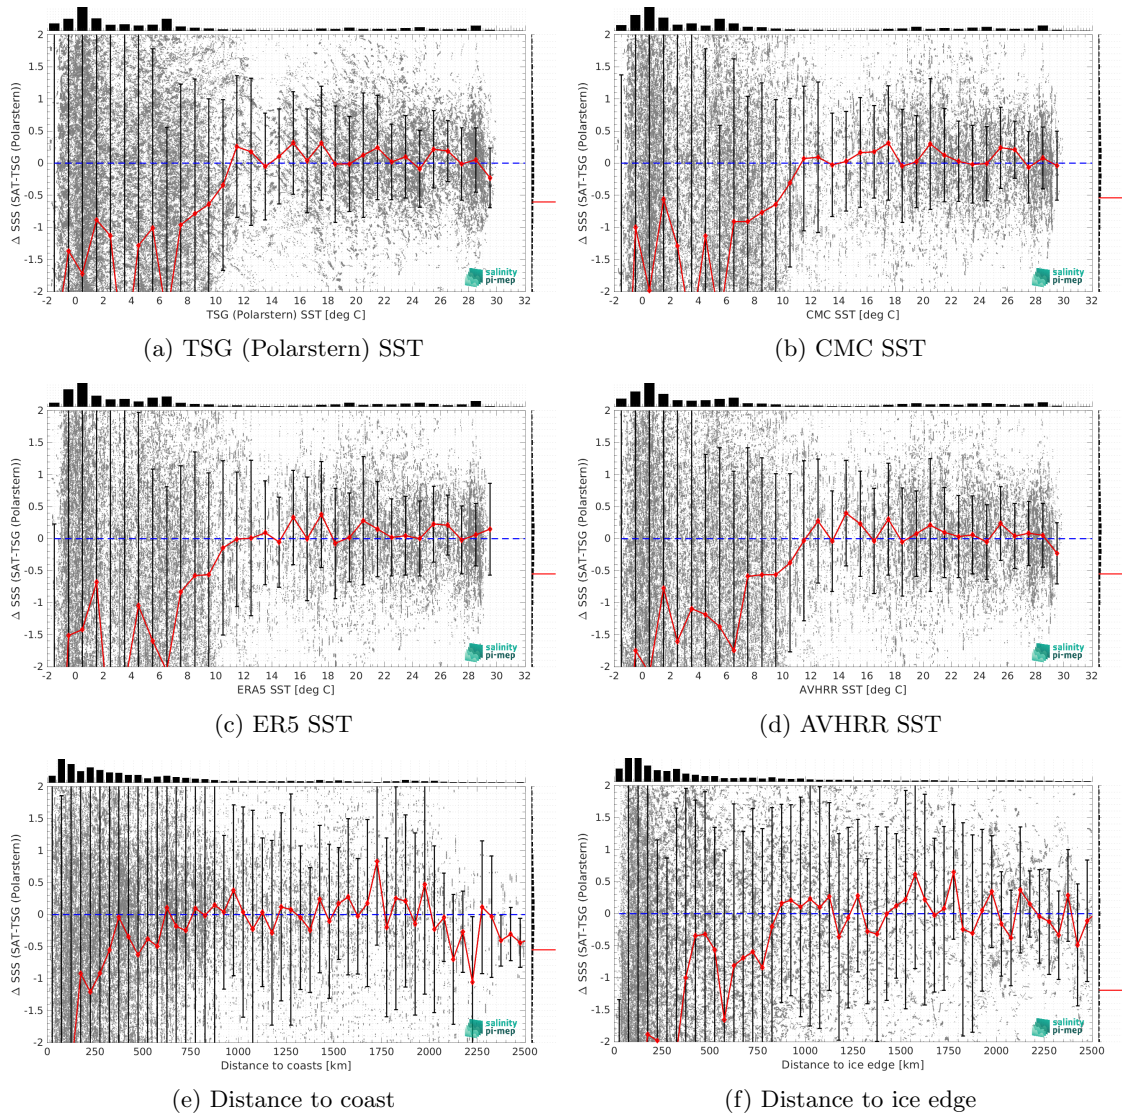 2
1.5
1
0.5
0
-0.5
-1
-1.5
-2
Δ SSS (SAT-TSG (Polarstern))
-2 0 2 4 6 8 10 12 14 16 18 20 22 24 26 28 30 32
TSG (Polarstern) SST [deg C]
salinity
pi-mep
(a) TSG (Polarstern) SST
2
1.5
1
0.5
0
-0.5
-1
-1.5
-2
Δ SSS (SAT-TSG (Polarstern))
-2 0 2 4 6 8 10 12 14 16 18 20 22 24 26 28 30 32
CMC SST [deg C]
salinity
pi-mep
(b) CMC SST
2
1.5
1
0.5
0
-0.5
-1
-1.5
-2
Δ SSS (SAT-TSG (Polarstern))
-2 0 2 4 6 8 10 12 14 16 18 20 22 24 26 28 30 32
ERA5 SST [deg C]
salinity
pi-mep
(c) ER5 SST
2
1.5
1
0.5
0
-0.5
-1
-1.5
-2
Δ SSS (SAT-TSG (Polarstern))
-2 0 2 4 6 8 10 12 14 16 18 20 22 24 26 28 30 32
AVHRR SST [deg C]
salinity
pi-mep
(d) AVHRR SST
2
1.5
1
0.5
0
-0.5
-1
-1.5
-2
Δ SSS (SAT-TSG (Polarstern))
0 250 500 750 1000 1250 1500 1750 2000 2250 2500
Distance to coasts [km]
salinity
pi-mep
(e) Distance to coast
2
1.5
1
0.5
0
-0.5
-1
-1.5
-2
Δ SSS (SAT-TSG (Polarstern))
0 250 500 750 1000 1250 1500 1750 2000 2250 2500
Distance to ice edge [km]
salinity
pi-mep
(f) Distance to ice edge